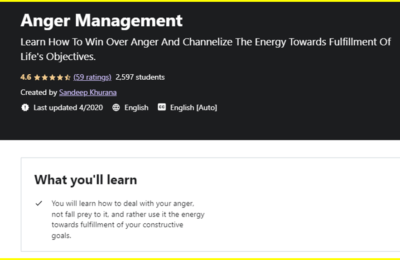 Anger Management
Learn How To Win Over Anger And Channelize The Energy Towards Fulfillment Of
Life's Objectives.
4.6 (59 ratings) 2,597 students
Created by Sandeep Khurana
Last updated 4/2020 English English [Auto]
What you'll learn
You will learn how to deal with your anger,
not fall prey to it, and rather use it the energy
towards fulfillment of your constructive
goals.